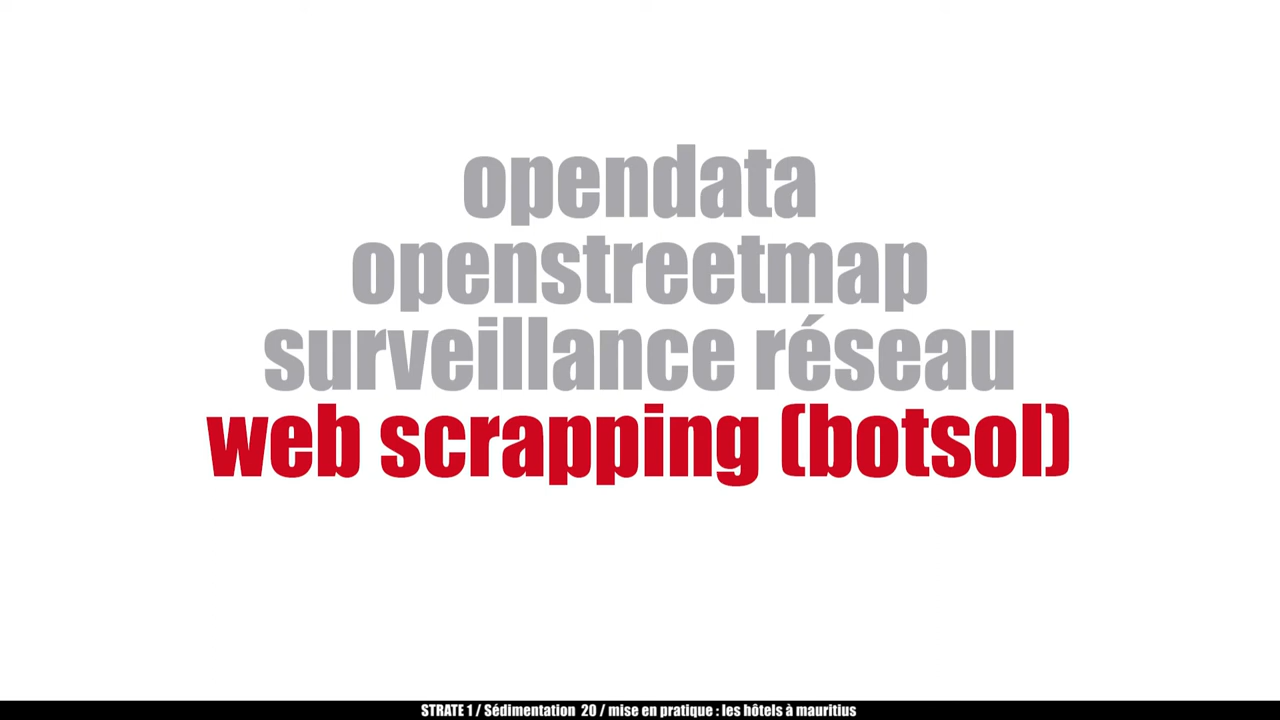 opendata
openstreetmap
surveillance réseau
web scrapping (botsol)
STRATE 1 / Sédimentation 20 / mise en pratique : les hôtels à mauritius